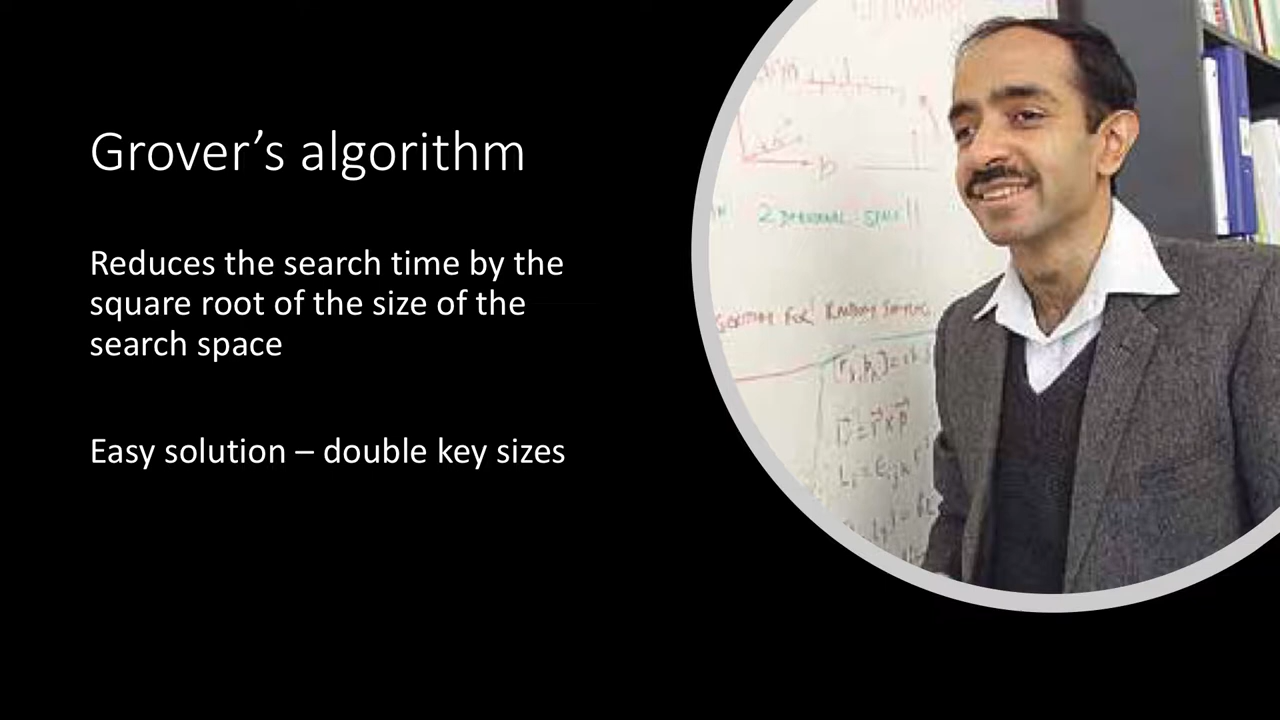 Grover’s algorithm
Reduces the search time by the
square root of the size of the
search space
Easy solution – double key sizes
2